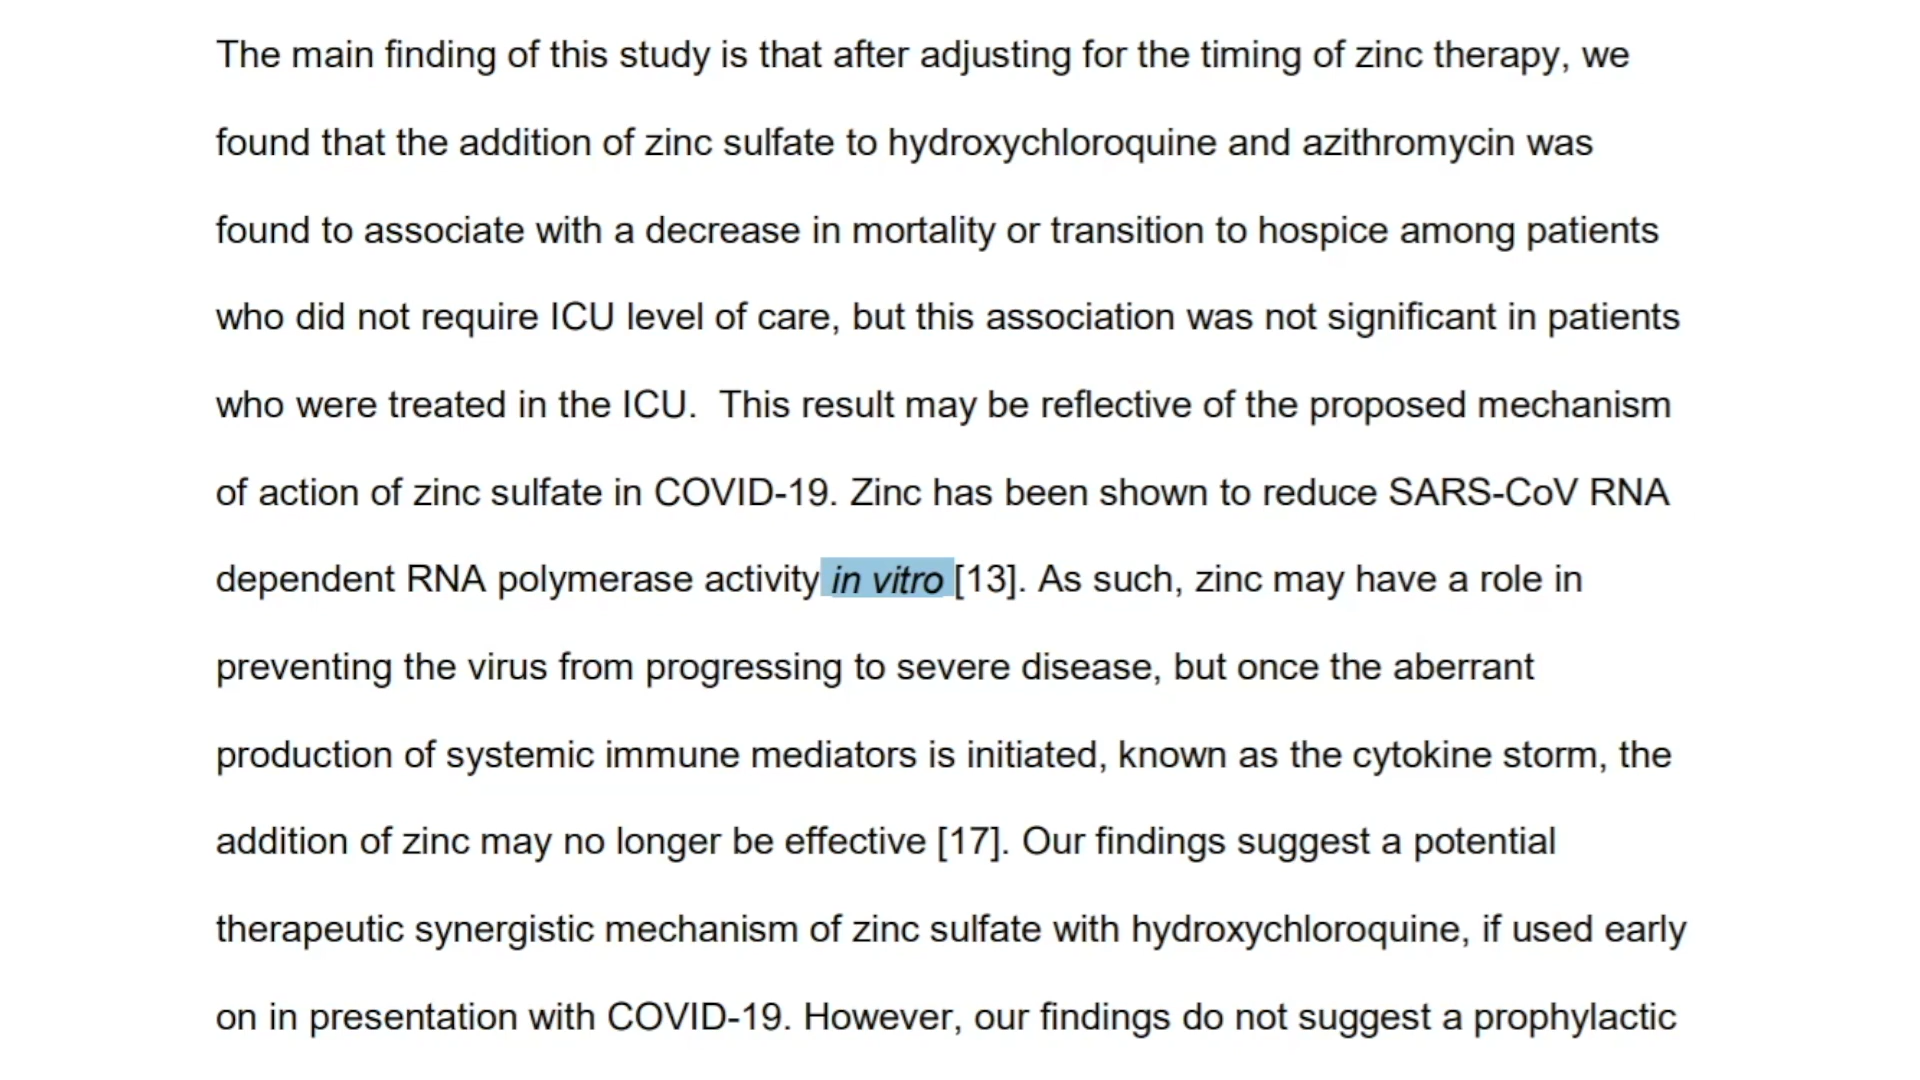 The main finding of this study is that after adjusting for the timing of zinc therapy, we
found that the addition of zinc sulfate to hydroxychloroquine and azithromycin was
found to associate with a decrease in mortality or transition to hospice among patients
who did not require ICU level of care, but this association was not significant in patients
who were treated in the ICU.  This result may be reflective of the proposed mechanism
of action of zinc sulfate in COVID-19. Zinc has been shown to reduce SARS-CoV RNA
dependent RNA polymerase activity in vitro [13]. As such, zinc may have a role in
preventing the virus from progressing to severe disease, but once the aberrant
production of systemic immune mediators is initiated, known as the cytokine storm, the
addition of zinc may no longer be effective [17]. Our findings suggest a potential
therapeutic synergistic mechanism of zinc sulfate with hydroxychloroquine, if used early
on in presentation with COVID-19. However, our findings do not suggest a prophylactic